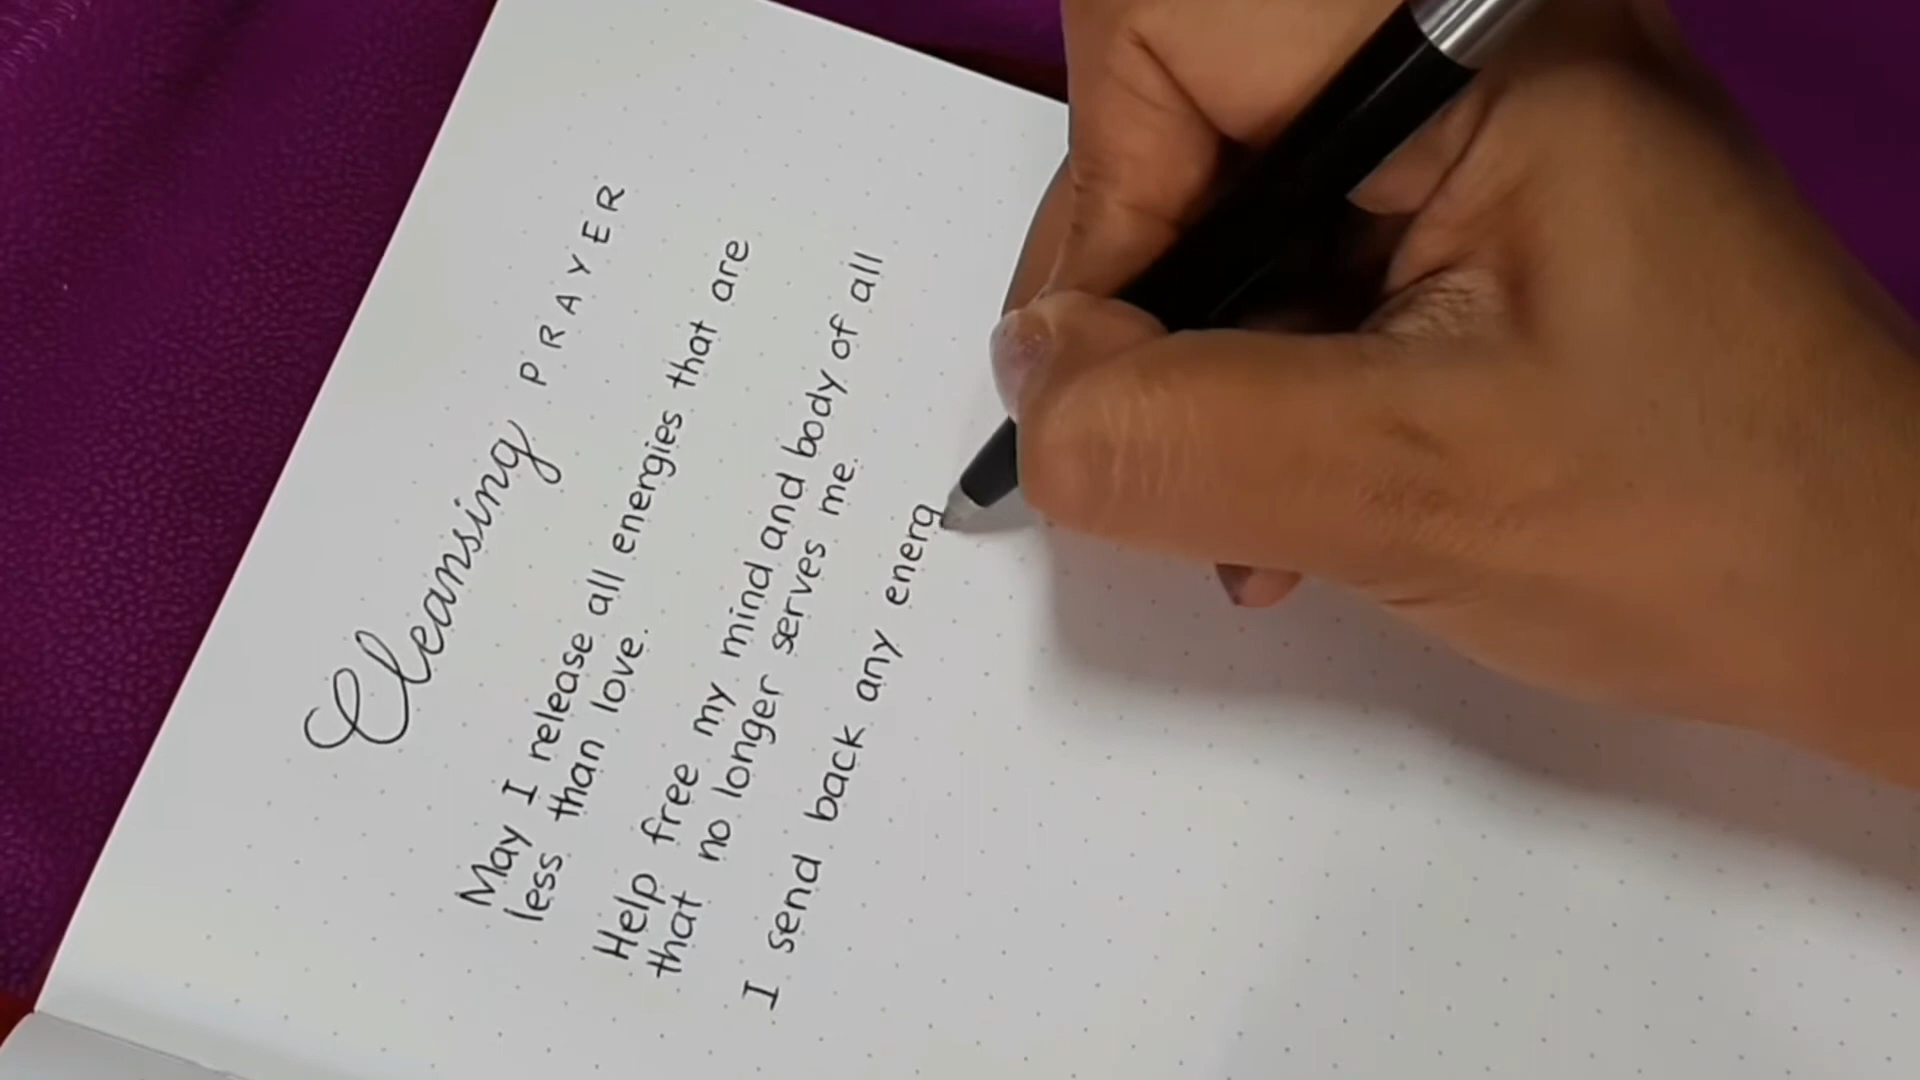 Cleansing PRAYER
May I release all energies that are
less than love.
Help free my mind and body of all
that no longer serves me.
I send back any energ